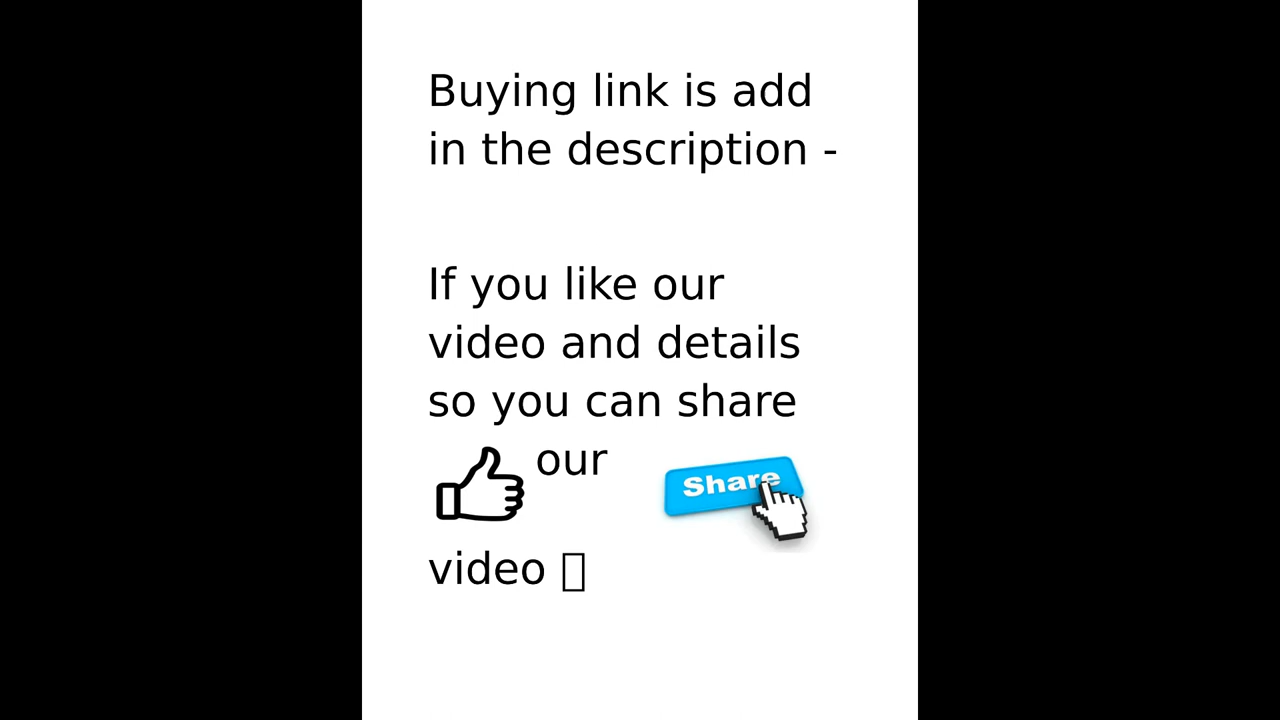 Buying link is add
in the description -
If you like our
video and details
so you can share
our
Share
video